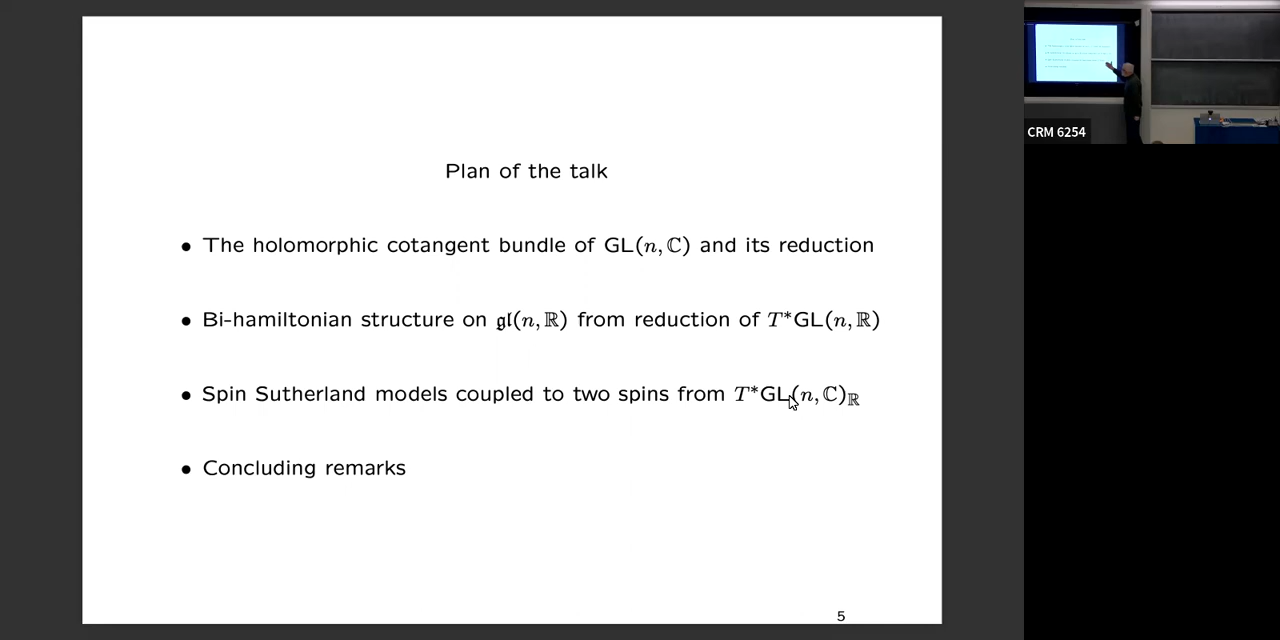 Plan of the talk
• The holomorphic cotangent bundle of GL(n, ℂ) and its reduction
• Bi-hamiltonian structure on 𝔤𝔩(n, ℝ) from reduction of T*GL(n, ℝ)
• Spin Sutherland models coupled to two spins from T*GL(n, ℂ)ℝ
• Concluding remarks
5
CRM 6254